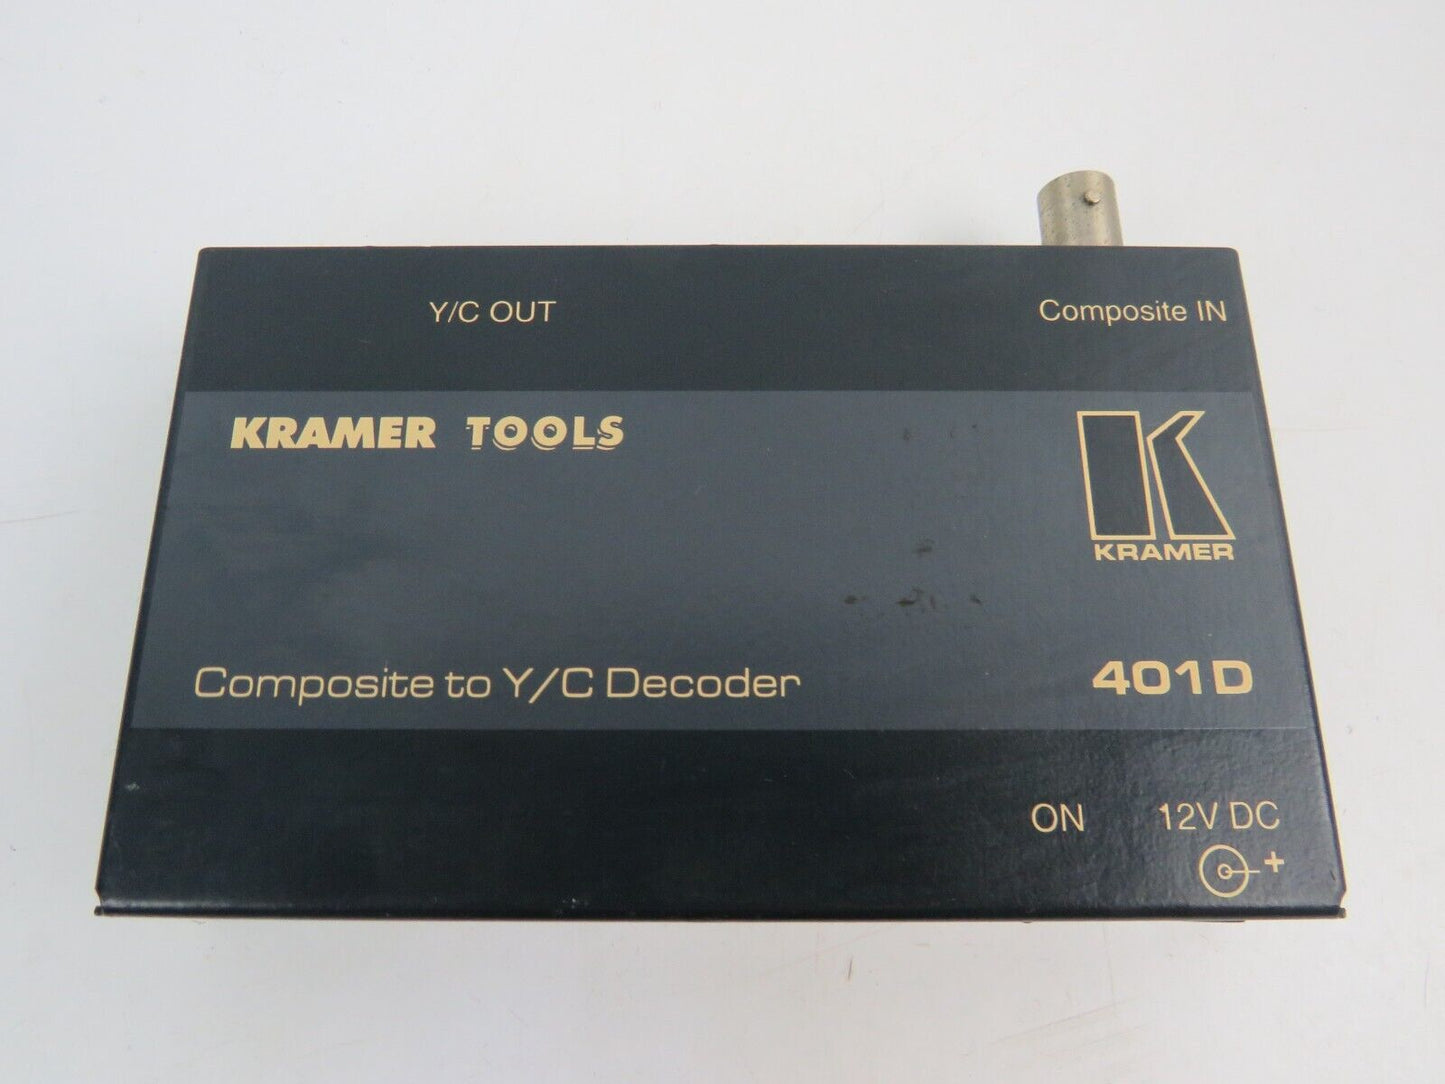 Y/C OUT
Composite IN
KRAMER TOOLS
KRAMER
Composite to Y/C Decoder
401D
ON
12V DC
+